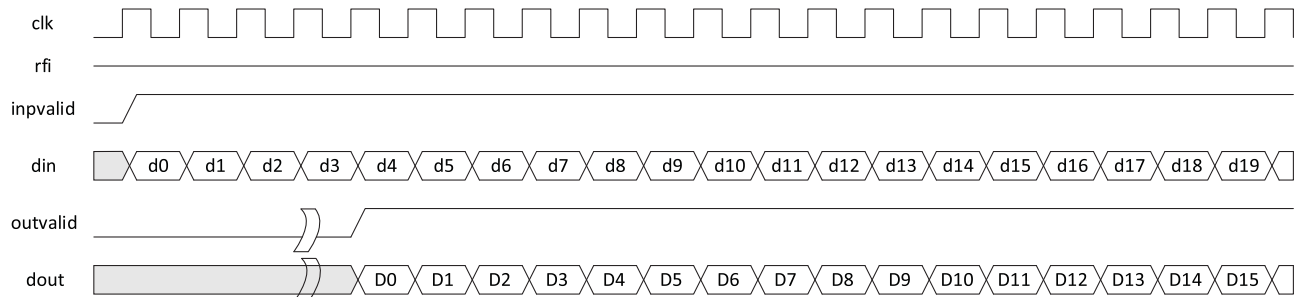 clk
rfi
inpvalid
din d0 d1 d2 d3 d4 d5 d6 d7 d8 d9 d10 d11 d12 d13 d14 d15 d16 d17 d18 d19
outvalid
dout D0 D1 D2 D3 D4 D5 D6 D7 D8 D9 D10 D11 D12 D13 D14 D15